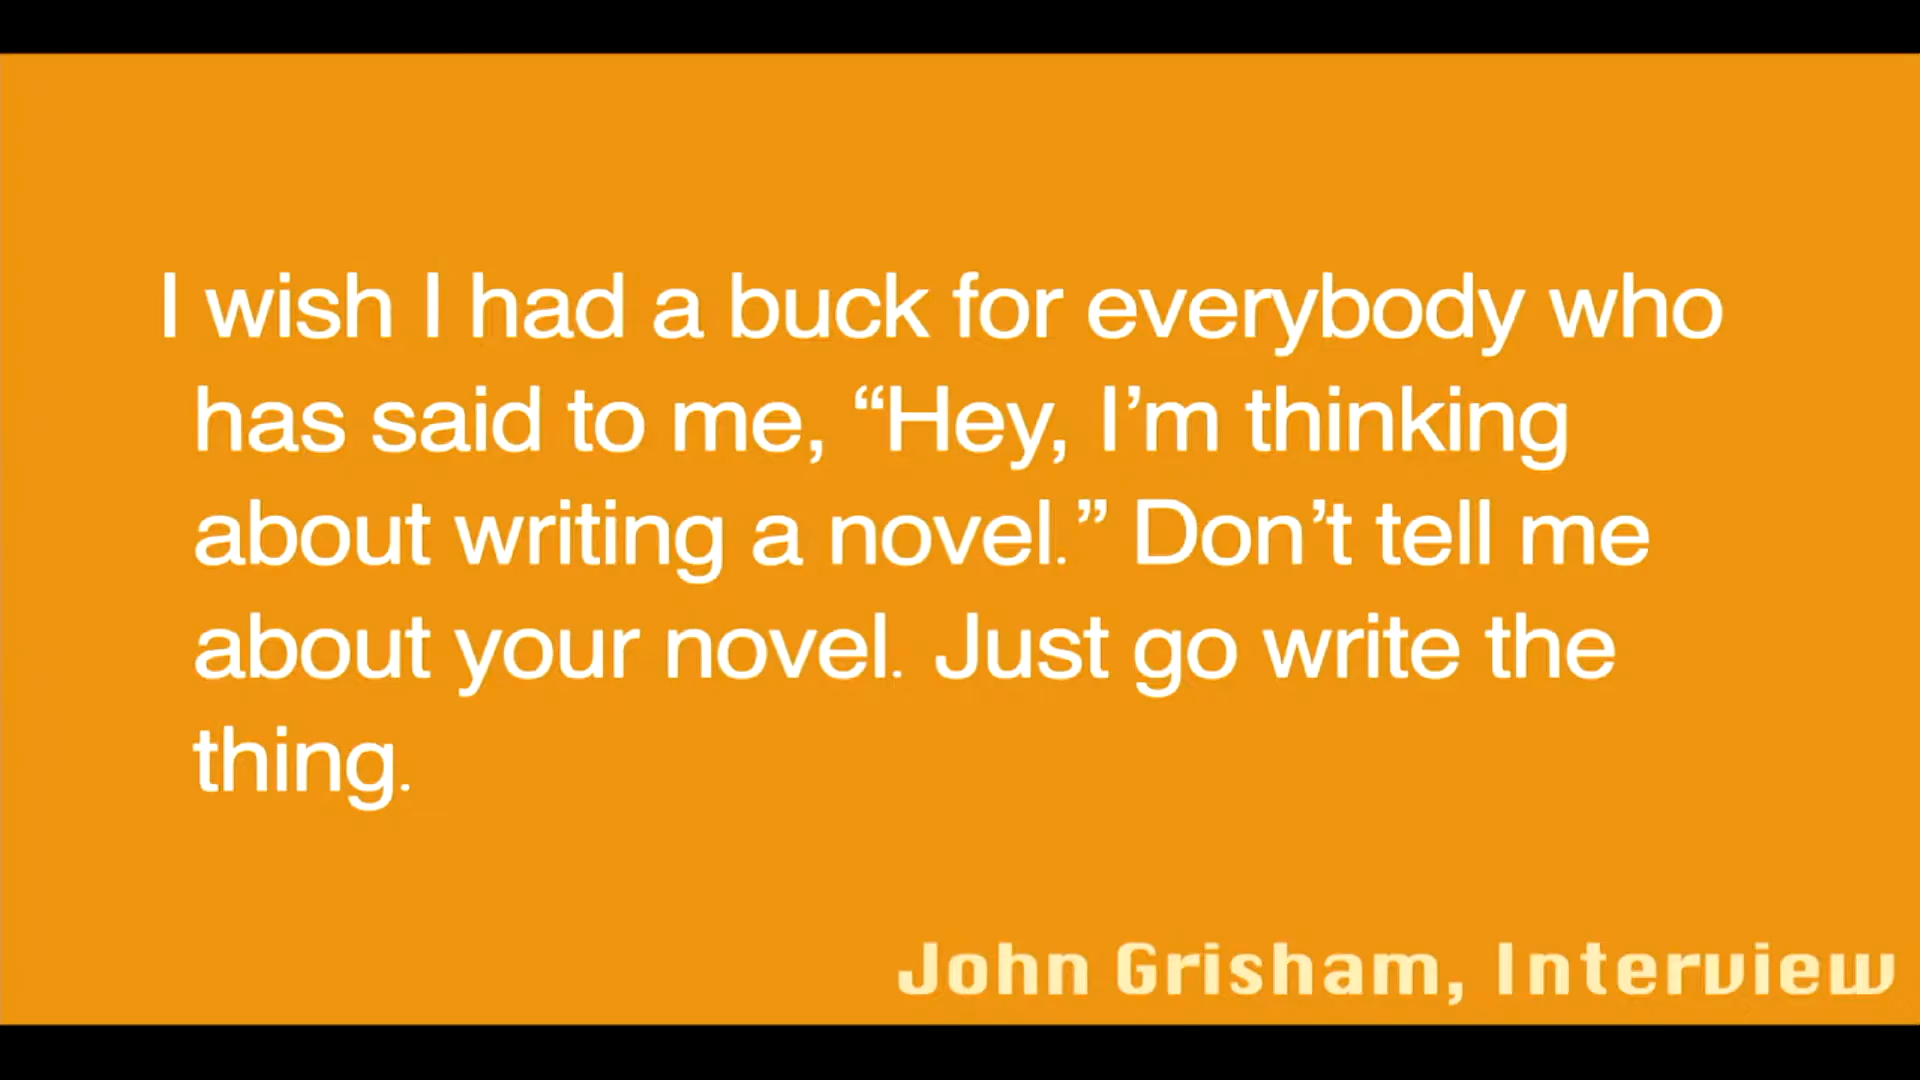 I wish I had a buck for everybody who
has said to me, “Hey, I’m thinking
about writing a novel.” Don’t tell me
about your novel. Just go write the
thing.
John Grisham, Interview